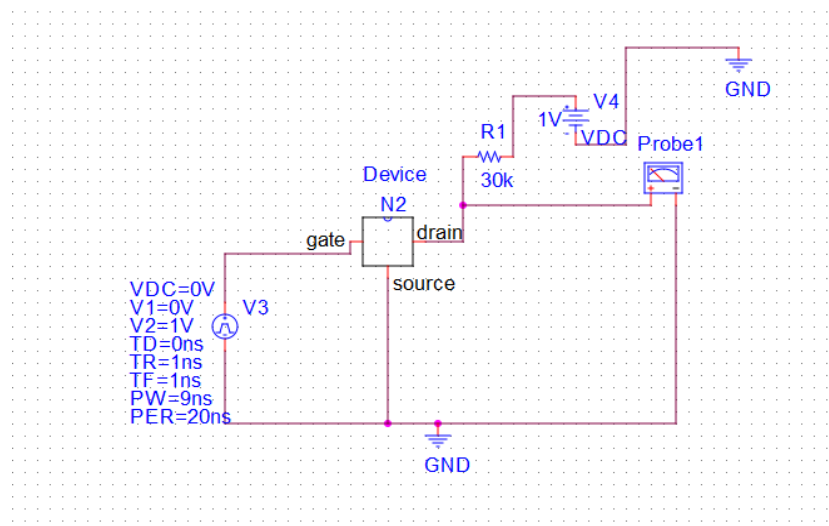 V4
GND
1V
VDC
R1
Probe1
30k
Device
N2
gate
drain
source
VDC=0V
V1=0V
V3
V2=1V
TD=0ns
TR=1ns
TF=1ns
PW=9ns
PER=20ns
GND